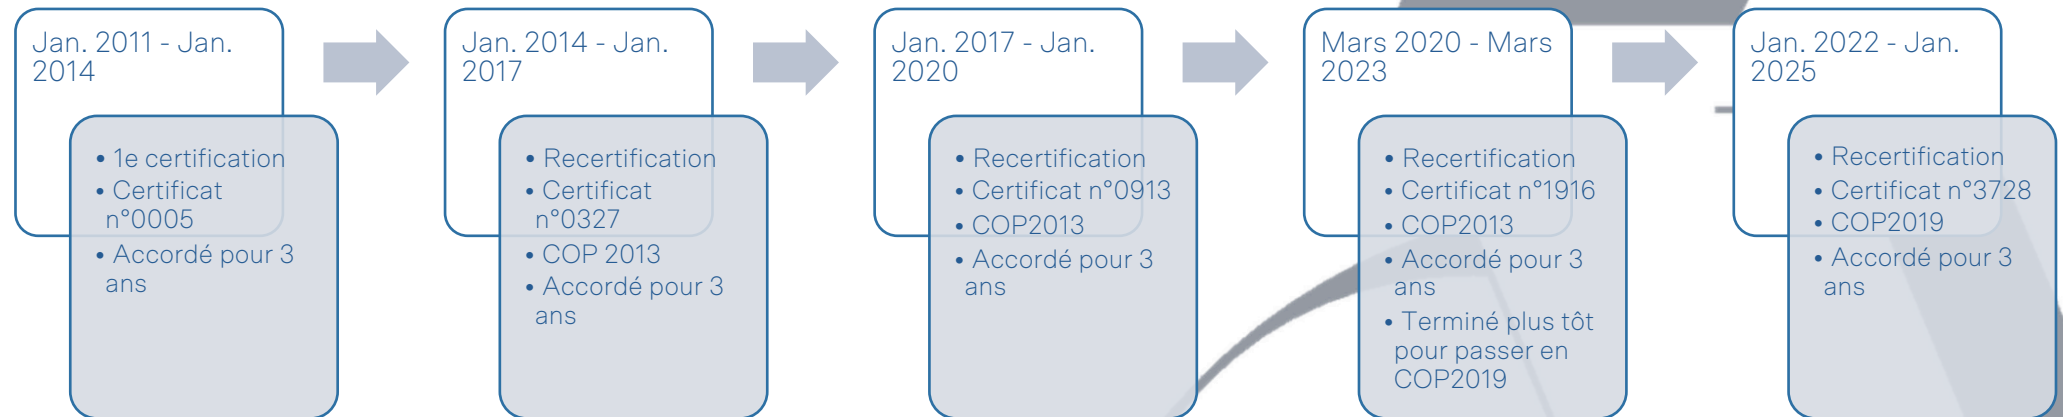 Jan. 2011 - Jan.
2014
• 1e certification
• Certificat
n°0005
• Accordé pour 3
ans
Jan. 2014 - Jan.
2017
• Recertification
• Certificat
n°0327
• COP 2013
• Accordé pour 3
ans
Jan. 2017 - Jan.
2020
• Recertification
• Certificat n°0913
• COP2013
• Accordé pour 3
ans
Mars 2020 - Mars
2023
• Recertification
• Certificat n°1916
• COP2013
• Accordé pour 3
ans
• Terminé plus tôt
pour passer en
COP2019
Jan. 2022 - Jan.
2025
• Recertification
• Certificat n°3728
• COP2019
• Accordé pour 3
ans